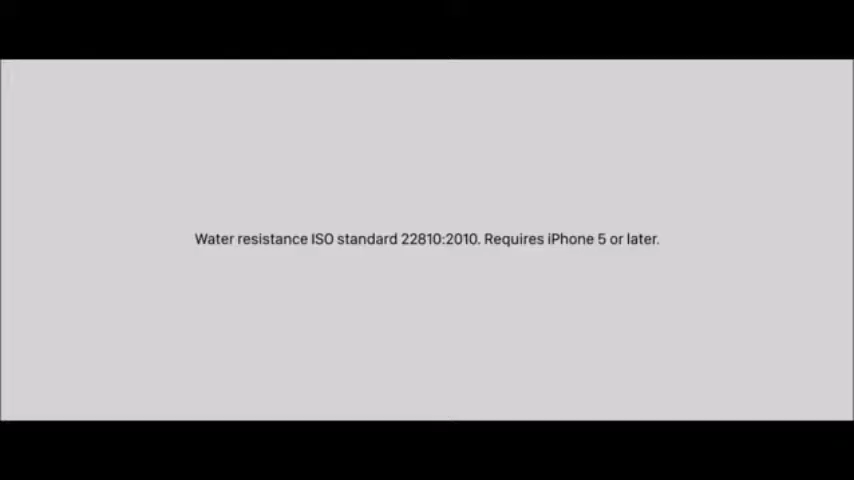 Water resistance ISO standard 22810:2010. Requires iPhone 5 or later.